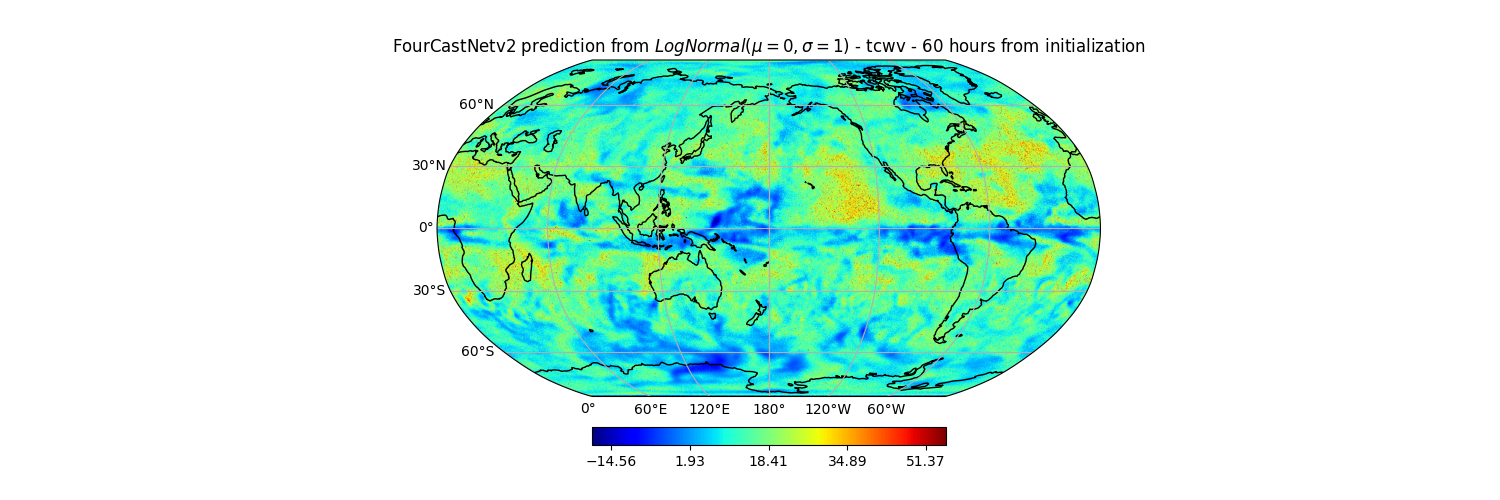 FourCastNetv2 prediction from LogNormal(μ = 0, σ = 1) - tcwv - 60 hours from initialization
60°N
30°N
0°
30°S
60°S
0° 60°E 120°E 180° 120°W 60°W
−14.56 1.93 18.41 34.89 51.37